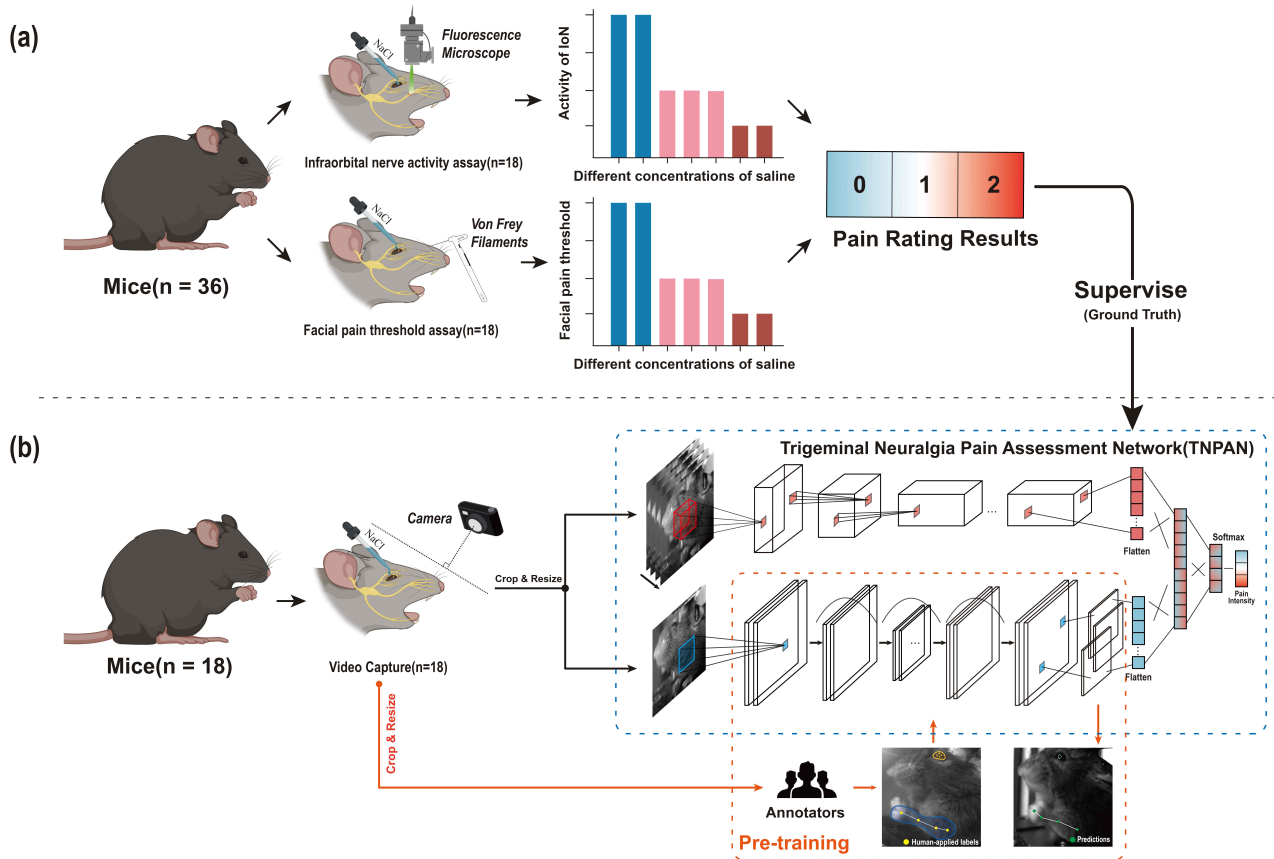 (a)
NaCl
Fluorescence
Microscope
Infraorbital nerve activity assay(n=18)
Mice(n = 36)
NaCl
Von Frey
Filaments
Facial pain threshold assay(n=18)
Activity of IoN
Different concentrations of saline
Facial pain threshold
Different concentrations of saline
0 1 2
Pain Rating Results
Supervise
(Ground Truth)
(b)
Mice(n = 18)
NaCl
Camera
Video Capture(n=18)
Crop & Resize
Crop & Resize
Trigeminal Neuralgia Pain Assessment Network(TNPAN)
...
...
Flatten
Flatten
Softmax
Pain
Intensity
Annotators
Pre-training
Human-applied labels
Predictions